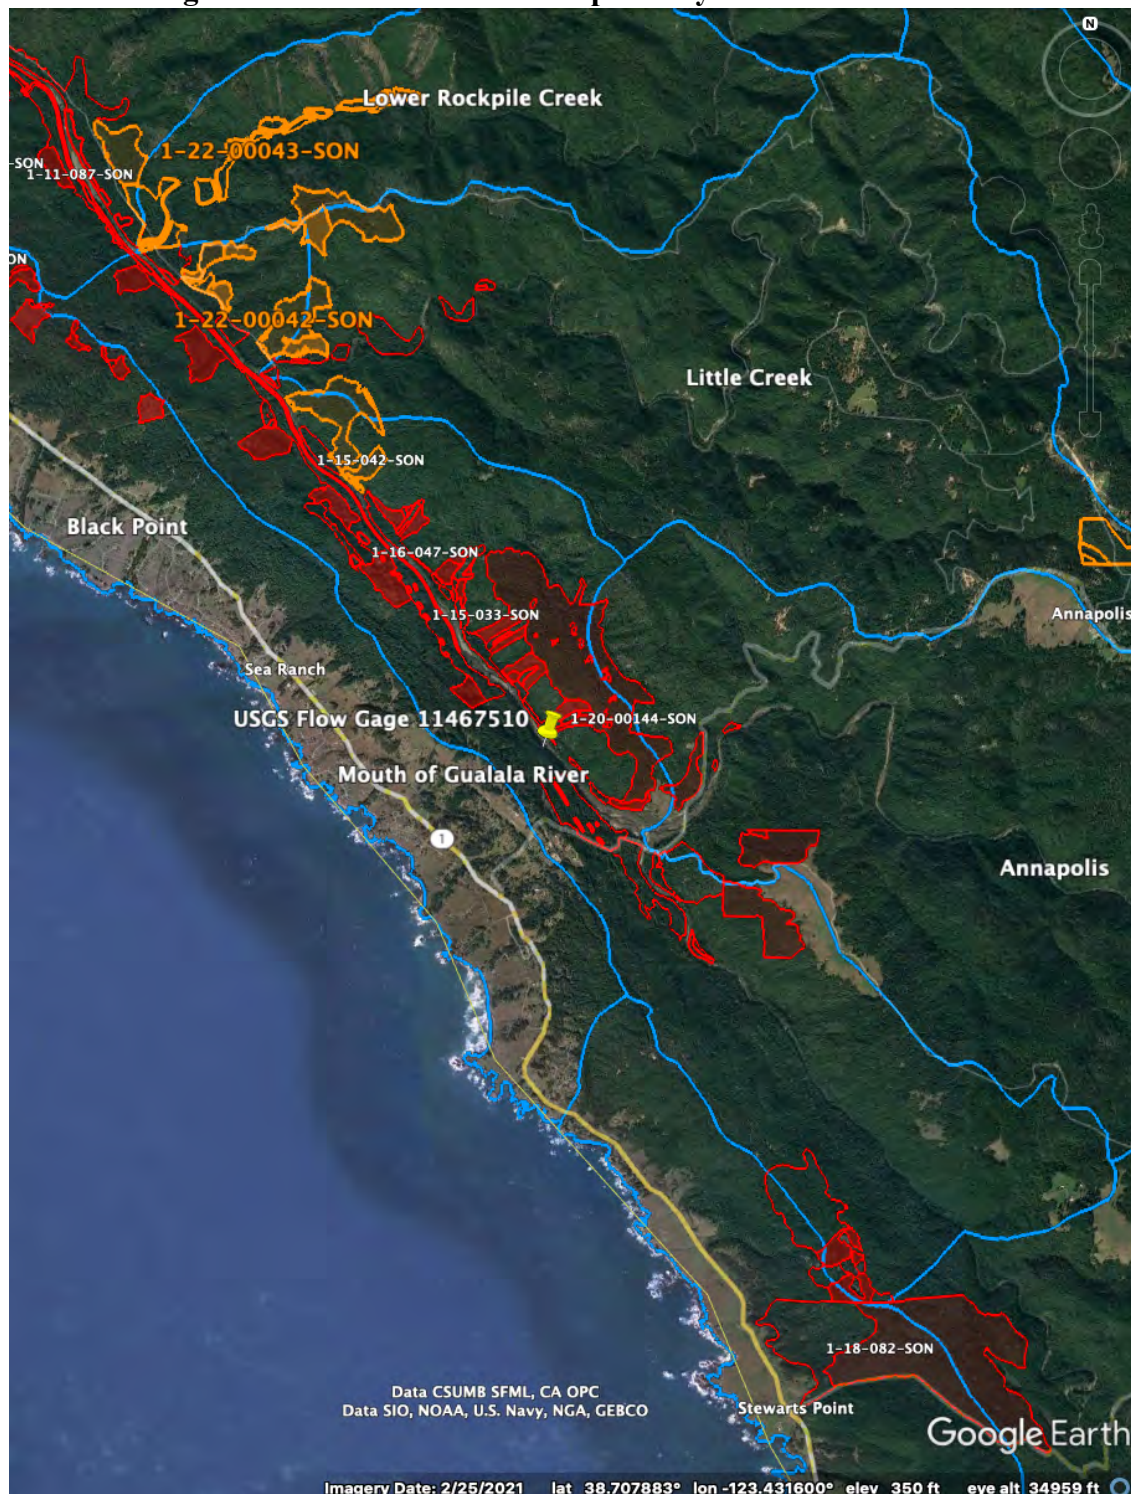 N
Lower Rockpile Creek
1-22-00043-SON
-SON
1-11-087-SON
ON
1-22-00042-SON
Little Creek
1-15-042-SON
Black Point
1-16-047-SON
1-15-033-SON
Annapolis
Sea Ranch
USGS Flow Gage 11467510
1-20-00144-SON
Mouth of Gualala River
1
Annapolis
1-18-082-SON
Data CSUMB SFML, CA OPC
Data SIO, NOAA, U.S. Navy, NGA, GEBCO
Stewarts Point
Google Earth
Imagery Date: 2/25/2021 lat 38.707883° lon -123.431600° elev 350 ft eye alt 34959 ft